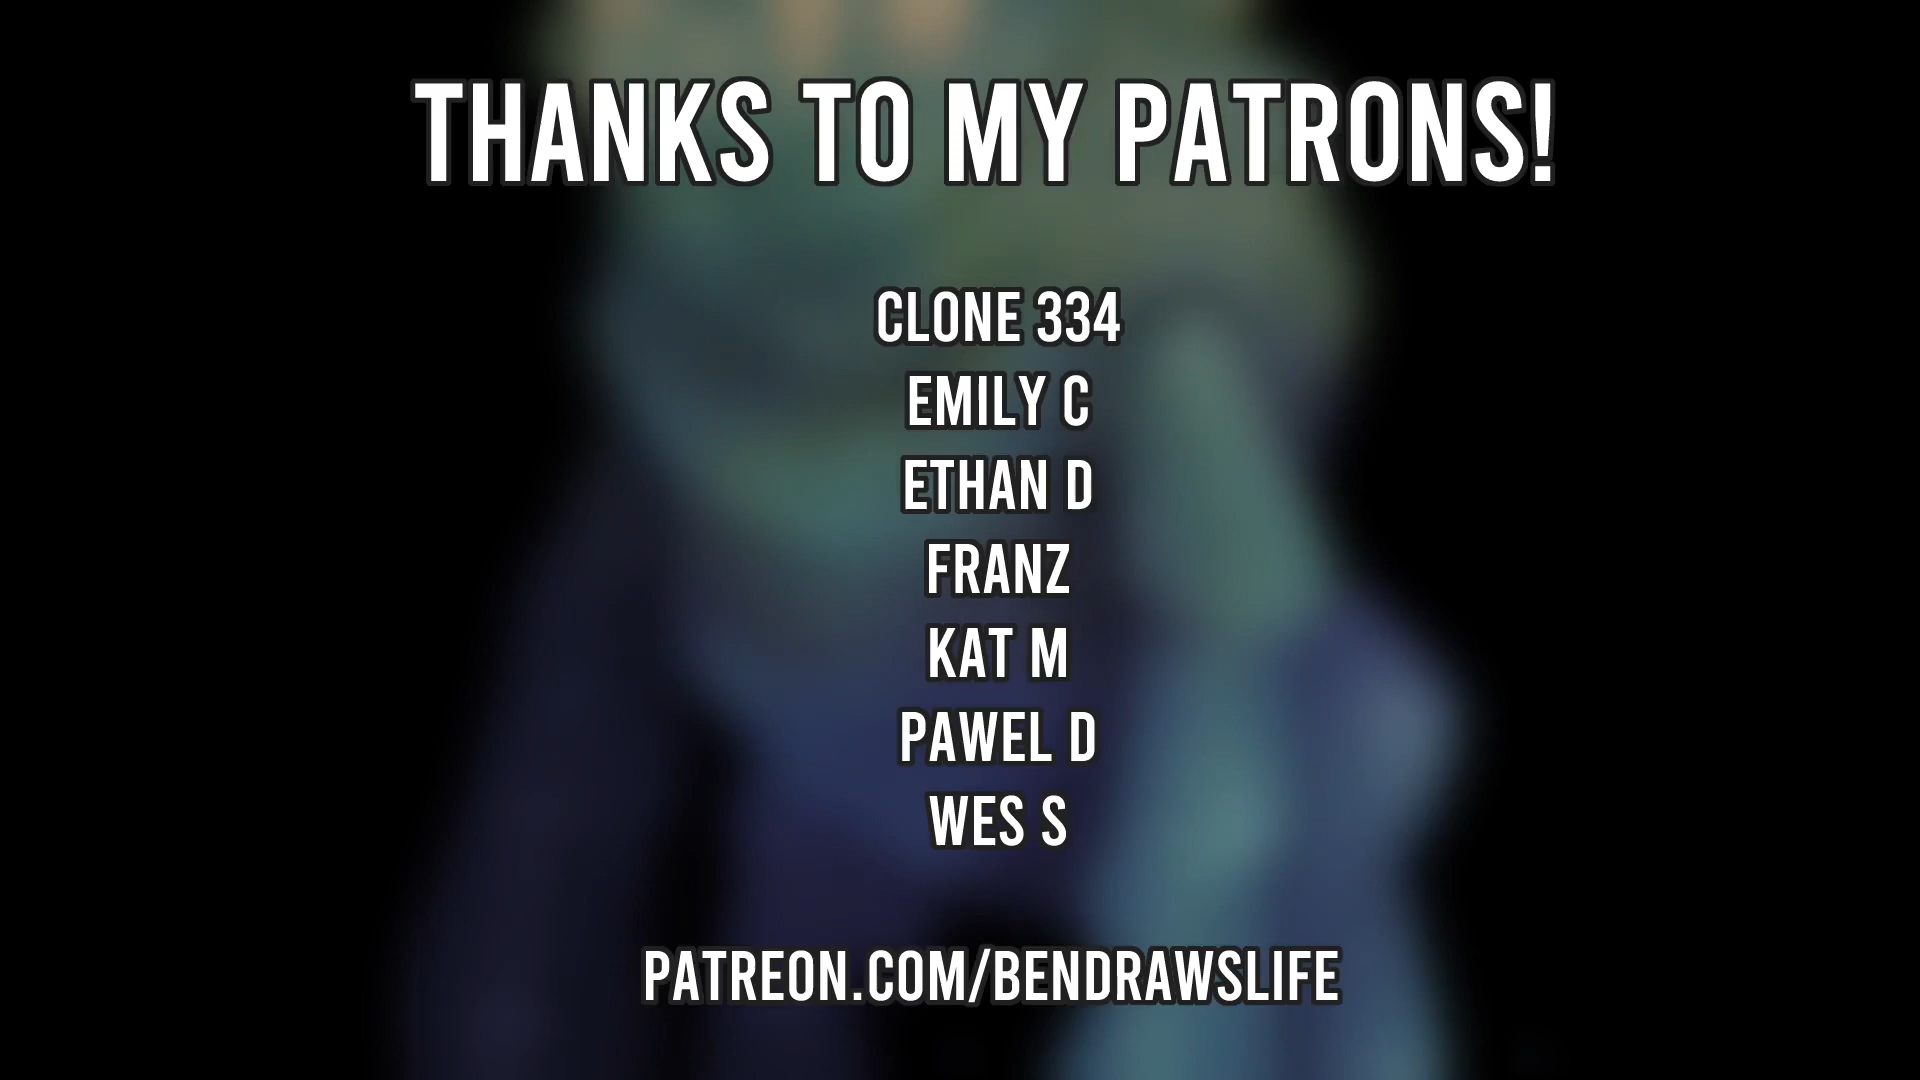 THANKS TO MY PATRONS!
CLONE 334
EMILY C
ETHAN D
FRANZ
KAT M
PAWEL D
WES S
PATREON.COM/BENDRAWSLIFE